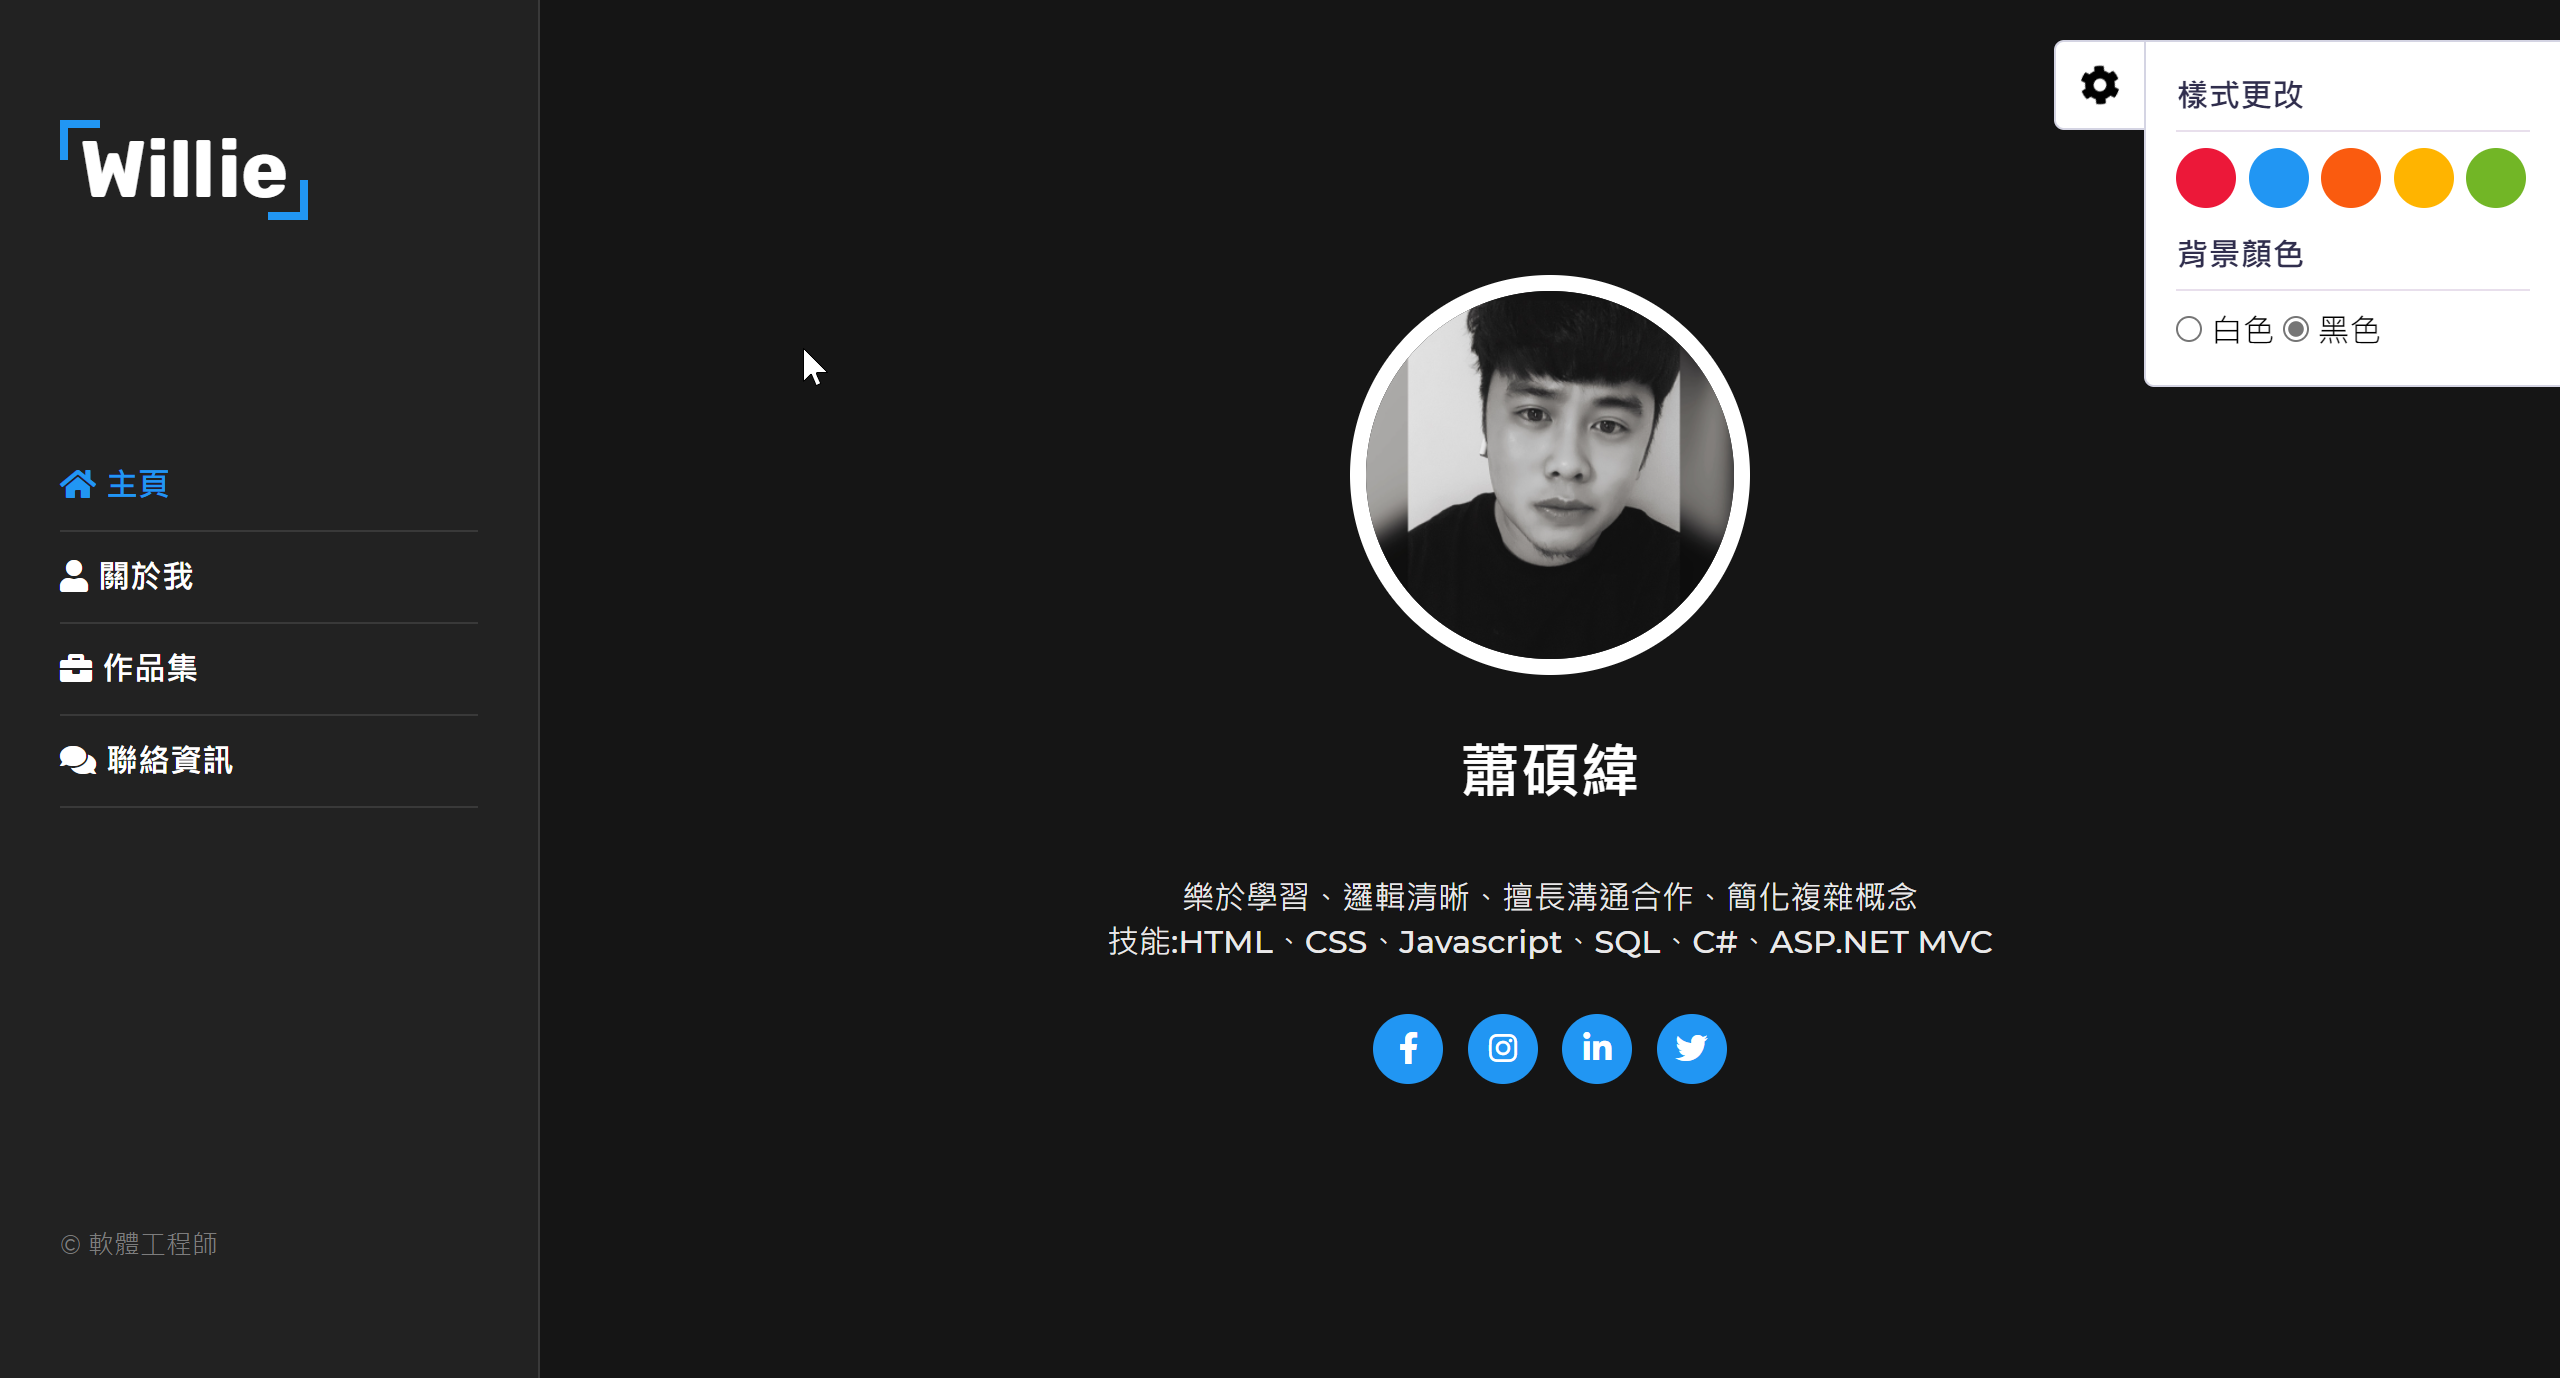 Willie
主頁
關於我
作品集
聯絡資訊
© 軟體工程師
蕭碩緯
樂於學習、邏輯清晰、擅長溝通合作、簡化複雜概念
技能:HTML、CSS、Javascript、SQL、C#、ASP.NET MVC
樣式更改
背景顏色
白色 黑色